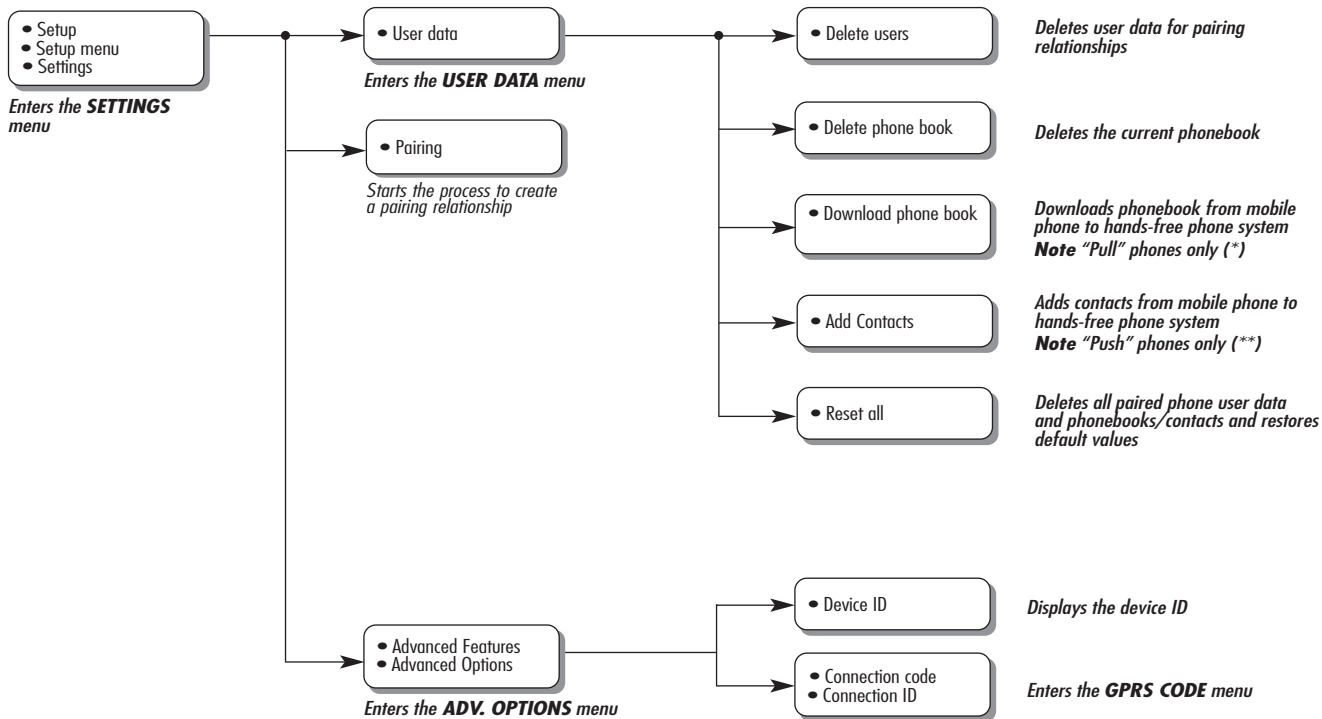 • Setup
• Setup menu
• Settings
Enters the SETTINGS
menu
• User data
Enters the USER DATA menu
• Pairing
Starts the process to create
a pairing relationship
• Advanced Features
• Advanced Options
Enters the ADV. OPTIONS menu
• Delete users
Deletes user data for pairing
relationships
• Delete phone book
Deletes the current phonebook
• Download phone book
Downloads phonebook from mobile
phone to hands-free phone system
Note “Pull” phones only (*)
• Add Contacts
Adds contacts from mobile phone to
hands-free phone system
Note “Push” phones only (**)
• Reset all
Deletes all paired phone user data
and phonebooks/contacts and restores
default values
• Device ID
Displays the device ID
• Connection code
• Connection ID
Enters the GPRS CODE menu